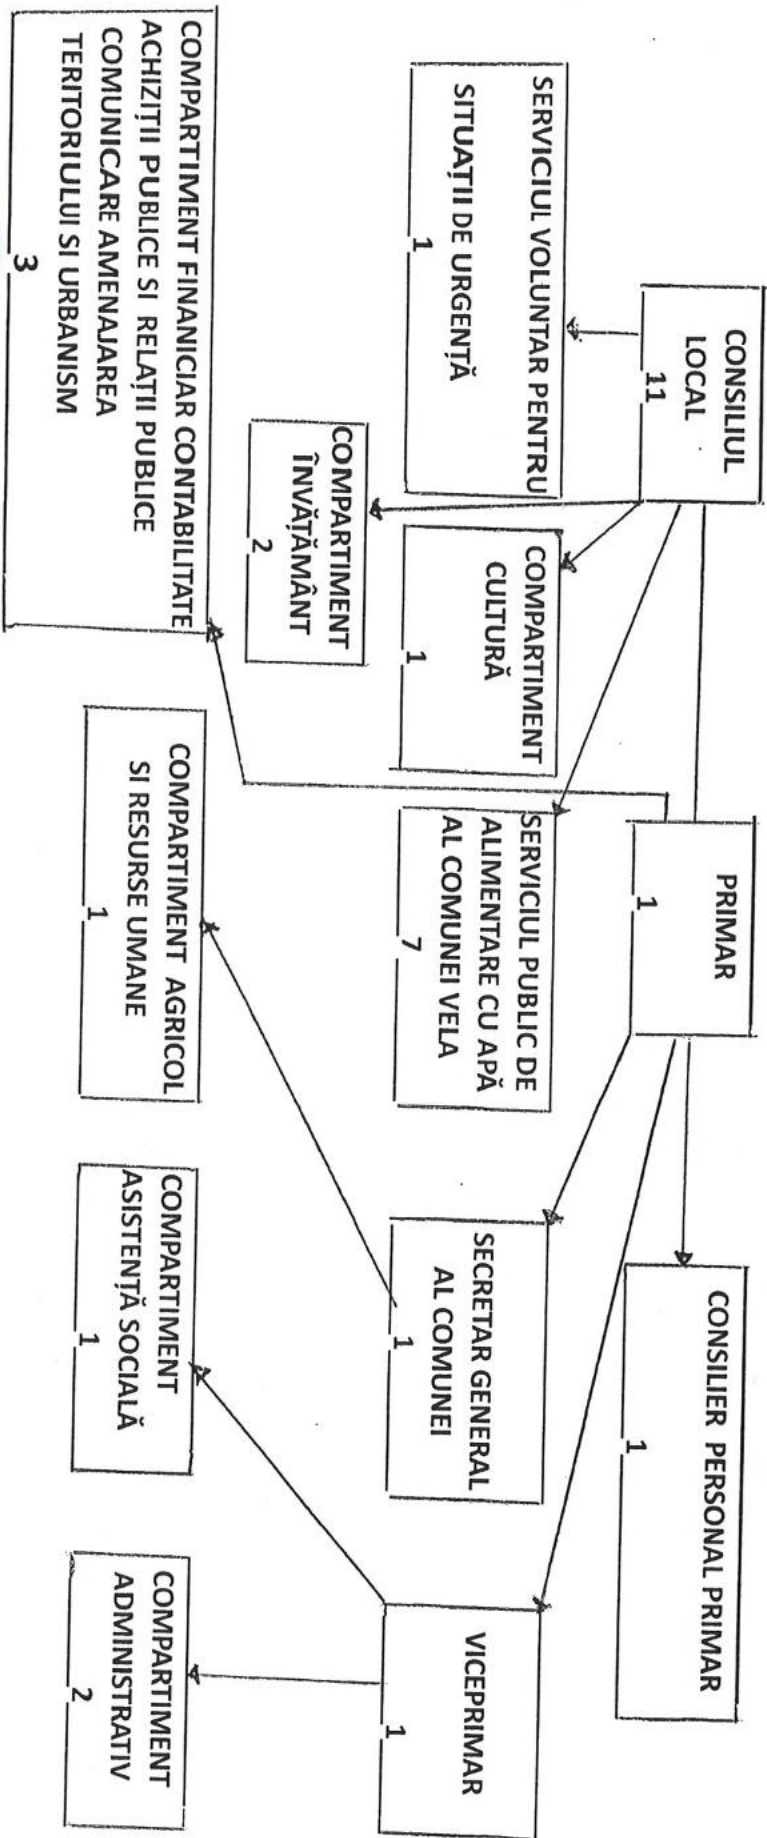 CONSILIUL
LOCAL
11
PRIMAR
1
CONSILIER PERSONAL PRIMAR
1
SERVICIUL VOLUNTAR PENTRU
SITUAȚII DE URGENȚĂ
1
COMPARTIMENT
CULTURĂ
1
SERVICIUL PUBLIC DE
ALIMENTARE CU APĂ
AL COMUNEI VELA
7
SECRETAR GENERAL
AL COMUNEI
1
VICEPRIMAR
1
COMPARTIMENT
ÎNVĂȚĂMÂNT
2
COMPARTIMENT FINANICIAR CONTABILITATE
ACHIZIȚII PUBLICE SI RELAȚII PUBLICE
COMUNICARE AMENAJAREA
TERITORIULUI SI URBANISM
3
COMPARTIMENT AGRICOL
SI RESURSE UMANE
1
COMPARTIMENT
ASISTENȚĂ SOCIALĂ
1
COMPARTIMENT
ADMINISTRATIV
2